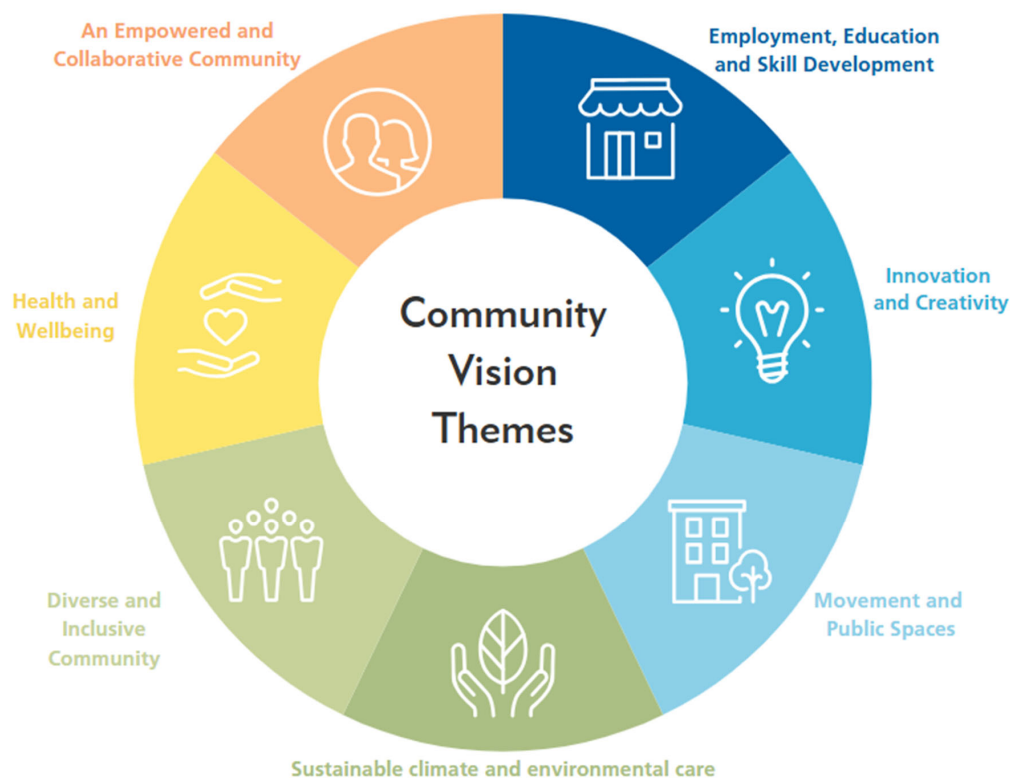 An Empowered and
Collaborative Community
Employment, Education
and Skill Development
Innovation
and Creativity
Health and
Wellbeing
Community
Vision
Themes
Diverse and
Inclusive
Community
Movement and
Public Spaces
Sustainable climate and environmental care